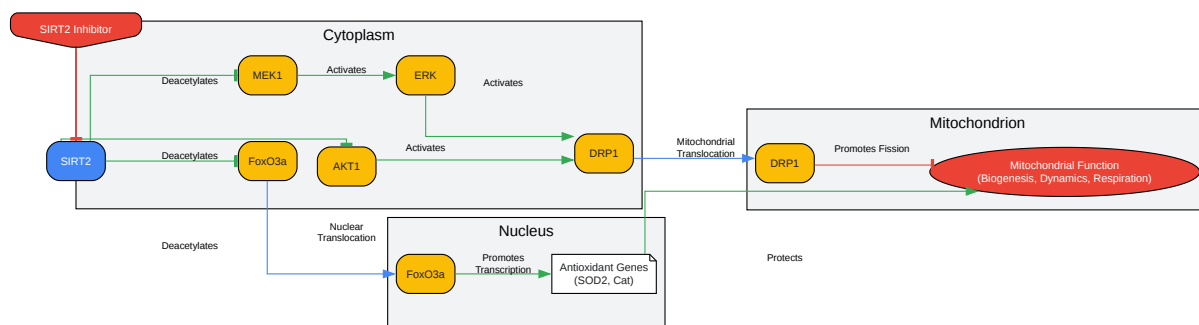 SIRT2 Inhibitor
Cytoplasm
Deacetylates
MEK1
Activates
ERK
Activates
SIRT2
Deacetylates
FoxO3a
AKT1
Activates
DRP1
Mitochondrial
Translocation
Mitochondrion
DRP1
Promotes Fission
Mitochondrial Function
(Biogenesis, Dynamics, Respiration)
Deacetylates
Nuclear
Translocation
Nucleus
FoxO3a
Promotes
Transcription
Antioxidant Genes
(SOD2, Cat)
Protects